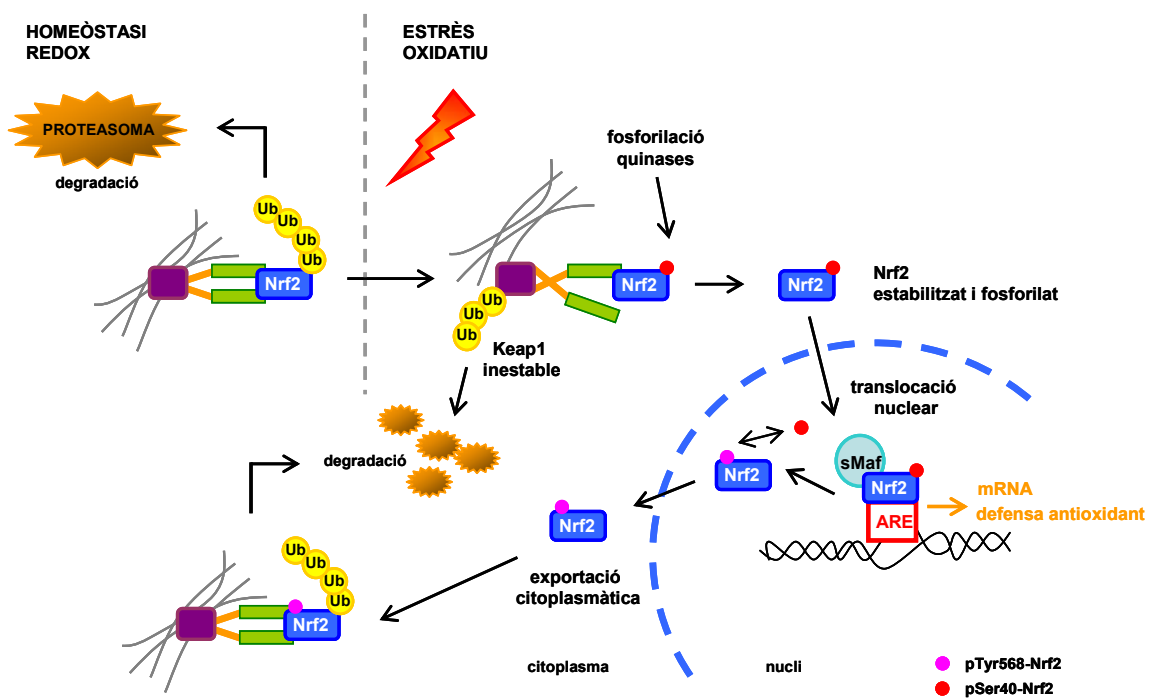 HOMEÒSTASI
REDOX
ESTRÈS
OXIDATIU
PROTEASOMA
degradació
fosforilació
quinases
Ub
Ub
Ub
Ub
Nrf2
Nrf2
Nrf2
Nrf2
estabilitzat i fosforilat
Ub
Ub
Ub
Keap1
inestable
translocació
nuclear
degradació
sMaf
Nrf2
Nrf2
ARE
mRNA
defensa antioxidant
Nrf2
exportació
citoplasmàtica
Ub
Ub
Ub
Ub
Nrf2
citoplasma
nucli
pTyr568-Nrf2
pSer40-Nrf2